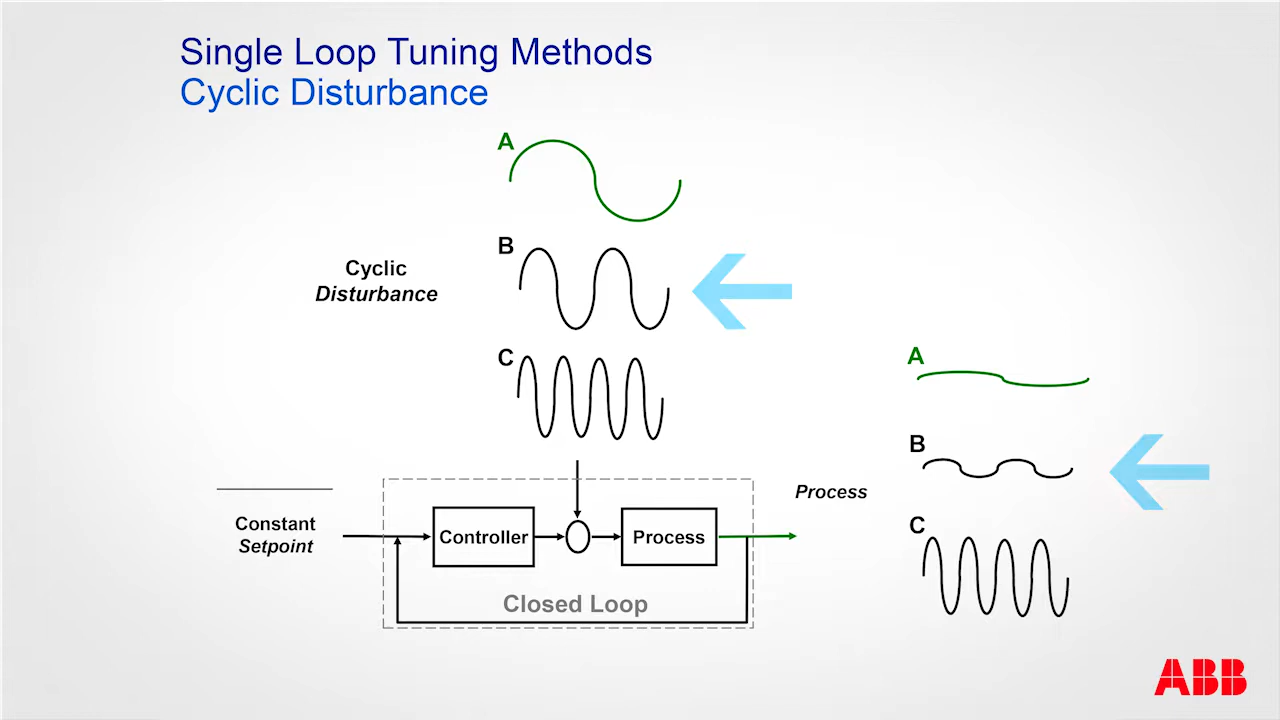 Single Loop Tuning Methods
Cyclic Disturbance
A
B
Cyclic
Disturbance
C
A
B
Process
C
Constant
Setpoint
Controller
Process
Closed Loop
ABB